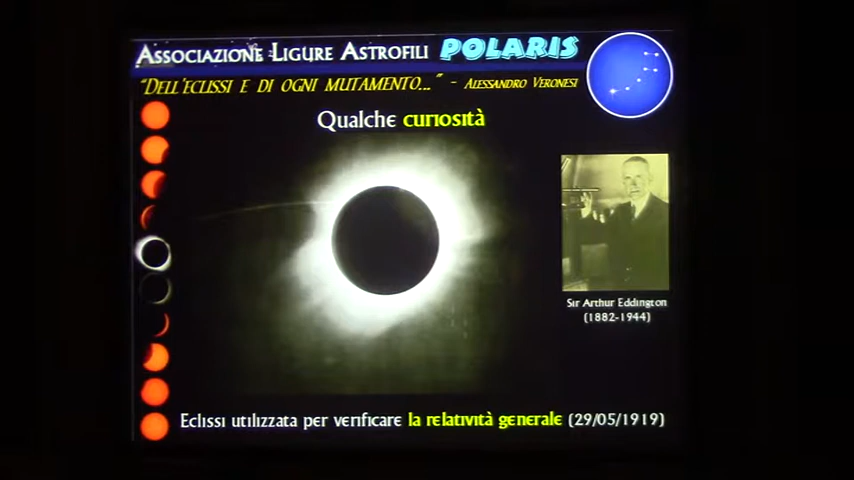 Associazione Ligure Astrofili POLARIS
"Dell'eclissi e di ogni mutamento..." - Alessandro Veronesi
Qualche curiosità
Sir Arthur Eddington
(1882-1944)
Eclissi utilizzata per verificare la relatività generale (29/05/1919)